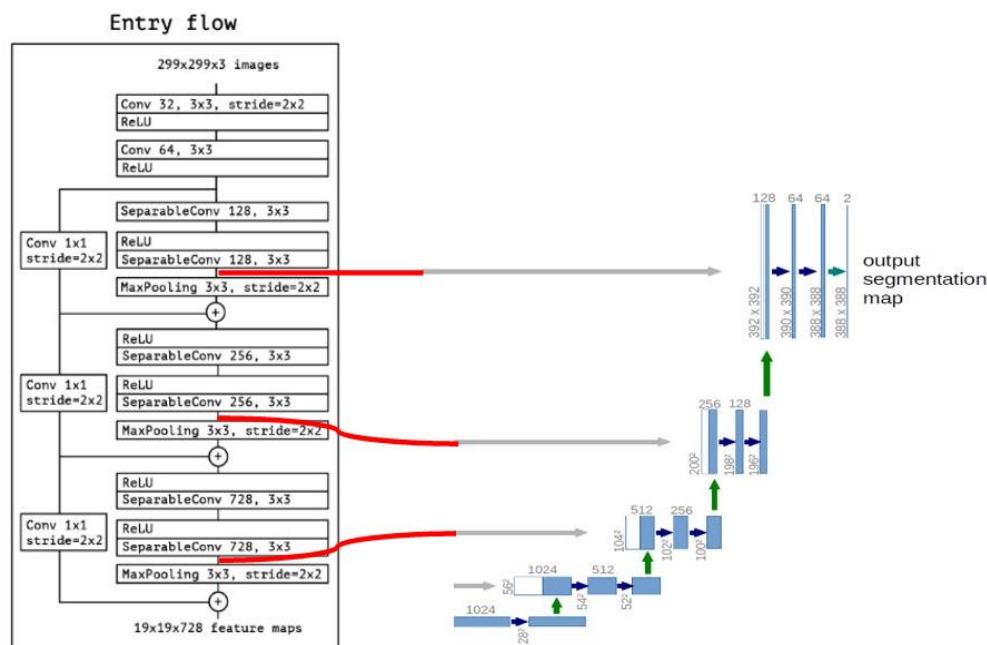 Entry flow
299x299x3 images
Conv 32, 3x3, stride=2x2
ReLU
Conv 64, 3x3
ReLU
SeparableConv 128, 3x3
Conv 1x1
stride=2x2
ReLU
SeparableConv 128, 3x3
MaxPooling 3x3, stride=2x2
+
ReLU
SeparableConv 256, 3x3
Conv 1x1
stride=2x2
ReLU
SeparableConv 256, 3x3
MaxPooling 3x3, stride=2x2
+
ReLU
SeparableConv 728, 3x3
Conv 1x1
stride=2x2
ReLU
SeparableConv 728, 3x3
MaxPooling 3x3, stride=2x2
+
19x19x728 feature maps
128 64 64 2
392 x 392
390 x 390
388 x 388
388 x 388
output
segmentation
map
256 128
200²
198²
196²
512 256
104²
102²
100²
1024 512
56²
54²
52²
1024
28²